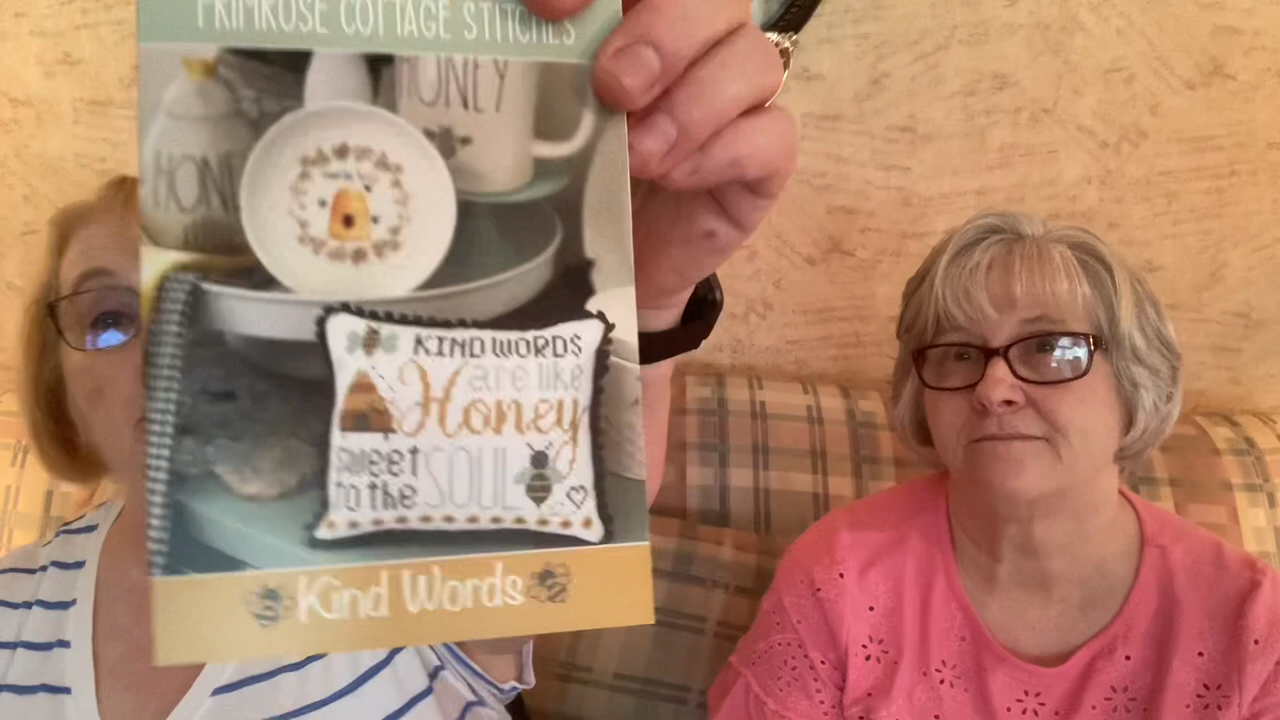 PRIMROSE COTTAGE STITCHES
HONEY
HONE
KIND WORDS
are like
Honey
sweet
to the SOUL
Kind Words